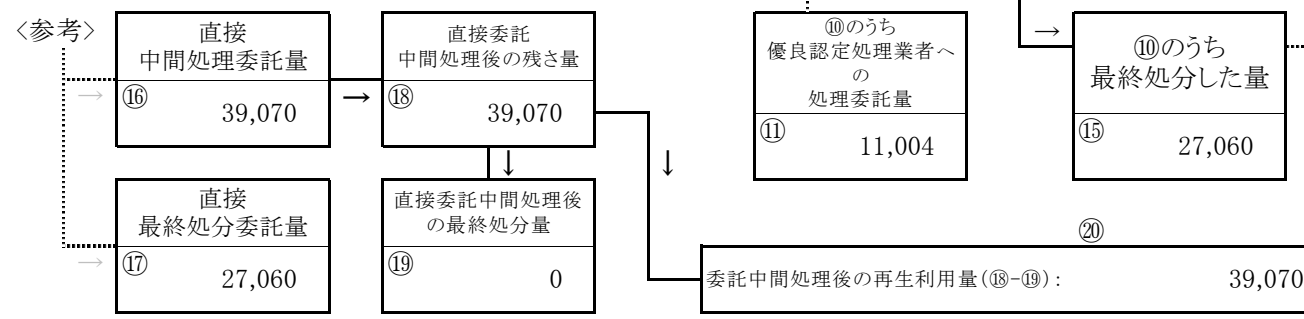 〈参考〉
直接
中間処理委託量
⑯
39,070
→
→
直接委託
中間処理後の残さ量
⑱
39,070
↓
↓
⑩のうち
優良認定処理業者へ
の
処理委託量
⑪
11,004
→
⑩のうち
最終処分した量
⑮
27,060
直接
最終処分委託量
⑰
27,060
→
直接委託中間処理後
の最終処分量
⑲
0
⑳
委託中間処理後の再生利用量(⑱-⑲)： 39,070